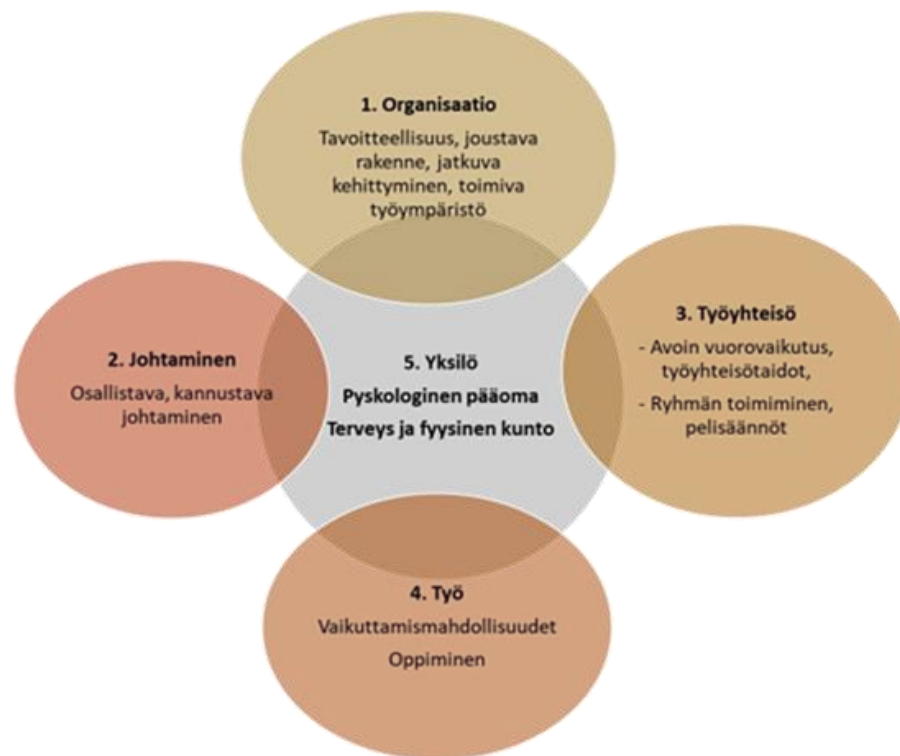 1. Organisaatio
Tavoitteellisuus, joustava
rakenne, jatkuva
kehittyminen, toimiva
työympäristö
2. Johtaminen
Osallistava, kannustava
johtaminen
3. Työyhteisö
- Avoin vuorovaikutus,
työyhteisötaidot,
- Ryhmän toimiminen,
pelisäännöt
4. Työ
Vaikuttamismahdollisuudet
Oppiminen
5. Yksilö
Pyskologinen pääoma
Terveys ja fyysinen kunto